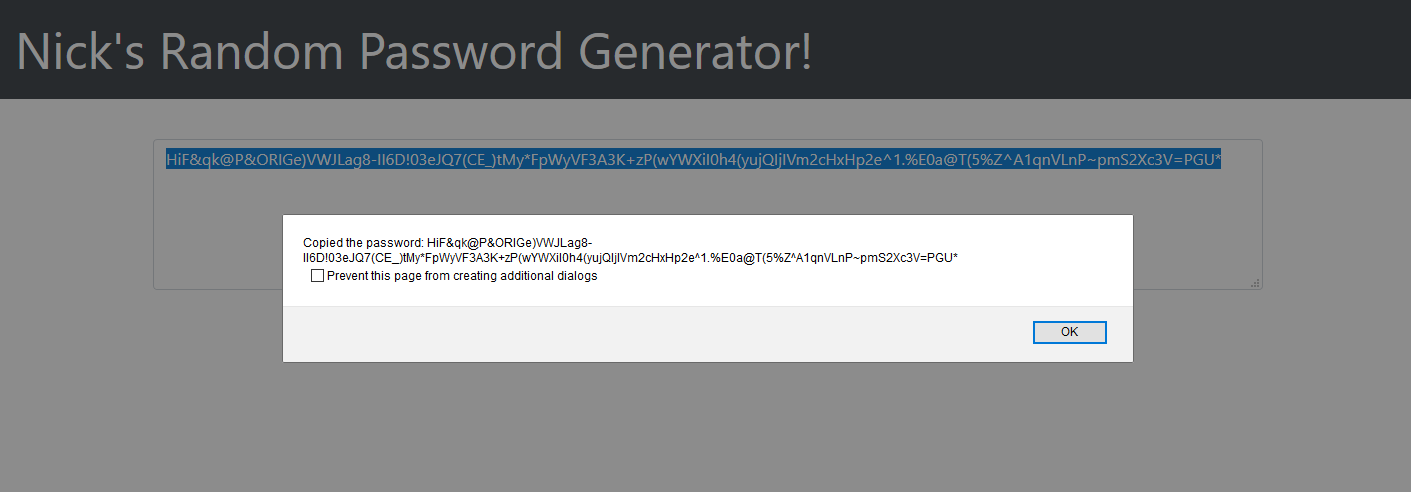 Nick's Random Password Generator!
HiF&qk@P&ORIGe)VWJLag8-II6D!03eJQ7(CE_)tMy*FpWyVF3A3K+zP(wYWXiI0h4(yujQIjIVm2cHxHp2e^1.%E0a@T(5%Z^A1qnVLnP~pmS2Xc3V=PGU*
Copied the password: HiF&qk@P&ORIGe)VWJLag8-
II6D!03eJQ7(CE_)tMy*FpWyVF3A3K+zP(wYWXiI0h4(yujQIjIVm2cHxHp2e^1.%E0a@T(5%Z^A1qnVLnP~pmS2Xc3V=PGU*
Prevent this page from creating additional dialogs
OK